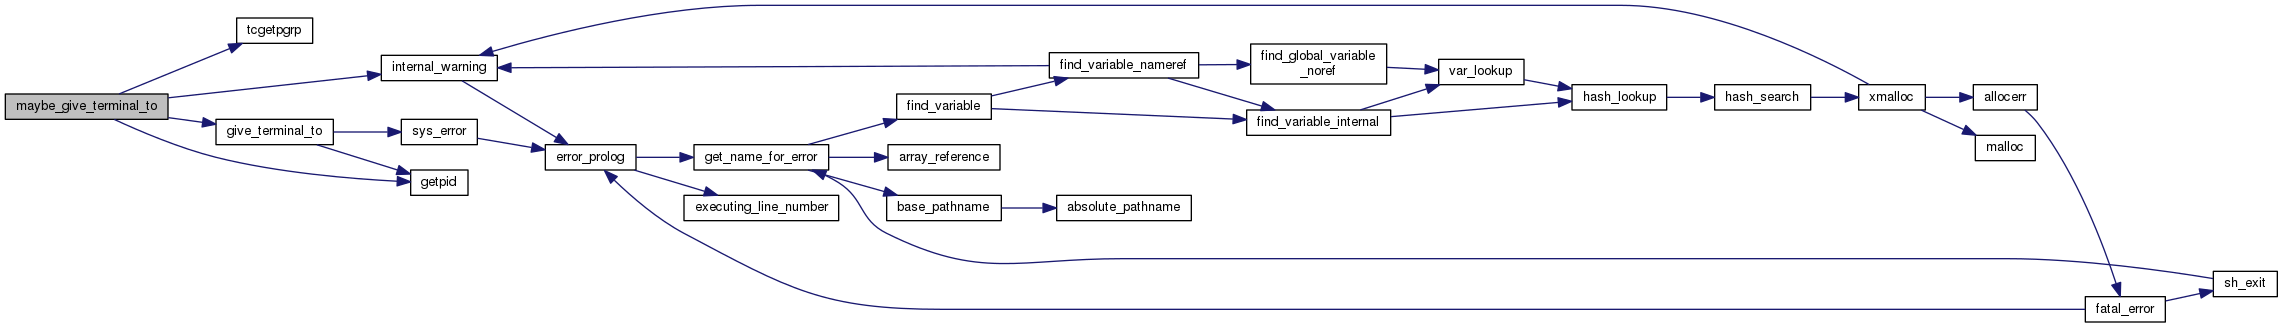 tcgetpgrp
internal_warning
maybe_give_terminal_to
give_terminal_to
sys_error
getpid
error_prolog
get_name_for_error
executing_line_number
find_variable
array_reference
base_pathname
absolute_pathname
find_variable_nameref
find_global_variable
_noref
find_variable_internal
var_lookup
hash_lookup
hash_search
xmalloc
allocerr
malloc
sh_exit
fatal_error